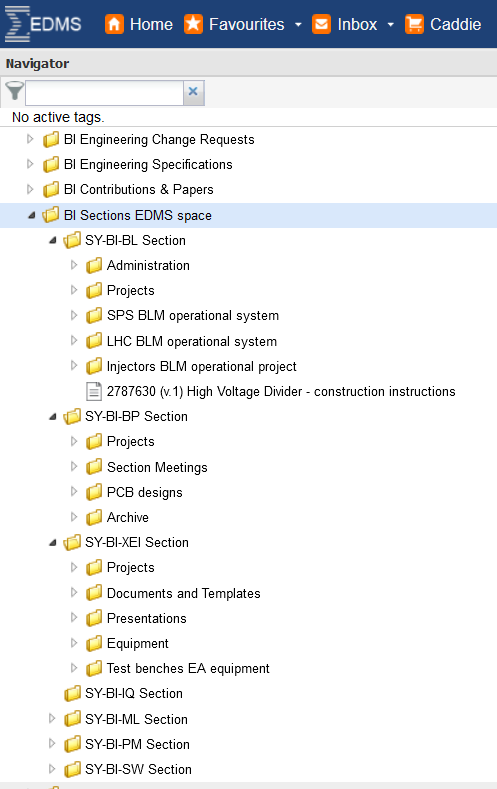 EDMS Home Favourites Inbox Caddie
Navigator
No active tags.
BI Engineering Change Requests
BI Engineering Specifications
BI Contributions & Papers
BI Sections EDMS space
SY-BI-BL Section
Administration
Projects
SPS BLM operational system
LHC BLM operational system
Injectors BLM operational project
2787630 (v.1) High Voltage Divider - construction instructions
SY-BI-BP Section
Projects
Section Meetings
PCB designs
Archive
SY-BI-XEI Section
Projects
Documents and Templates
Presentations
Equipment
Test benches EA equipment
SY-BI-IQ Section
SY-BI-ML Section
SY-BI-PM Section
SY-BI-SW Section